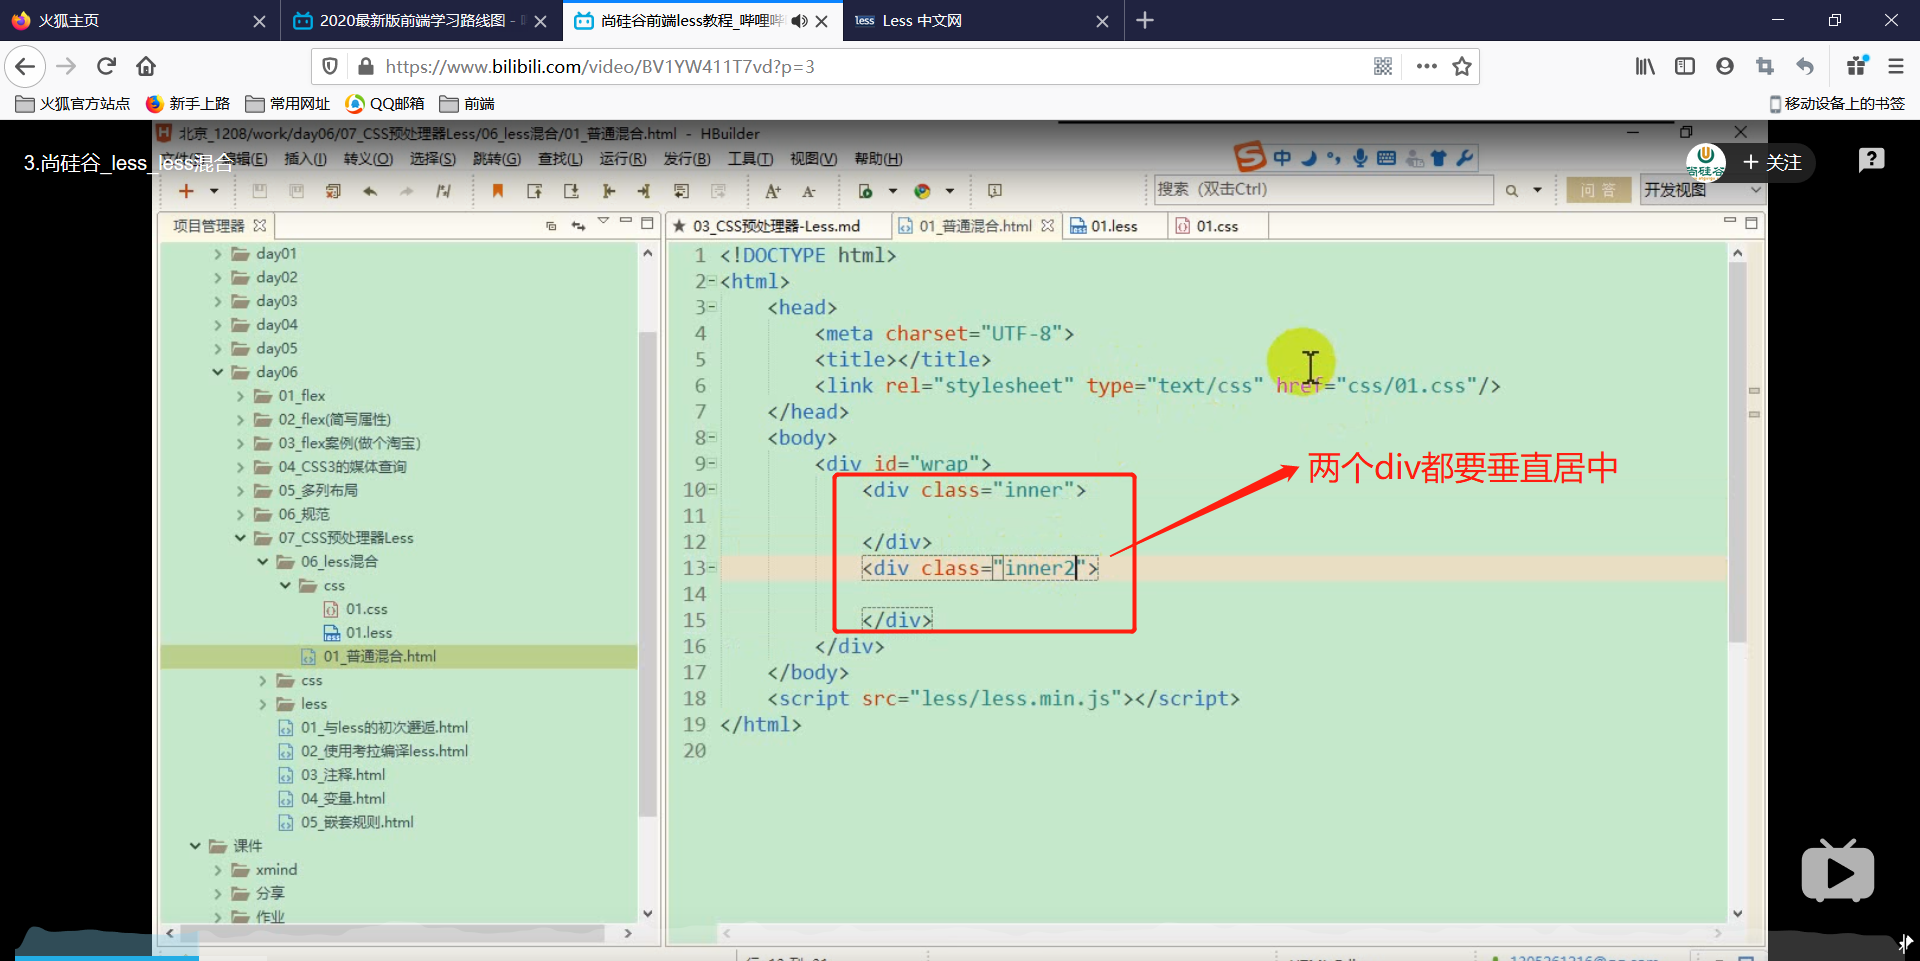 火狐主页
2020最新版前端学习路线图 -
尚硅谷前端less教程_哔哩哔
less Less 中文网
https://www.bilibili.com/video/BV1YW411T7vd?p=3
火狐官方站点 新手上路 常用网址 QQ邮箱 前端
移动设备上的书签
北京_1208/work/day06/07_CSS预处理器Less/06_less混合/01_普通混合.html - HBuilder
3.尚硅谷_less_less混合
编辑(E) 插入(I) 转义(O) 选择(S) 跳转(G) 查找(L) 运行(R) 发行(B) 工具(T) 视图(V) 帮助(H)
中
尚硅谷
+ 关注
搜索 (双击Ctrl)
问 答
开发视图
项目管理器
03_CSS预处理器-Less.md
01_普通混合.html
01.less
01.css
day01
day02
day03
day04
day05
day06
01_flex
02_flex(简写属性)
03_flex案例(做个淘宝)
04_CSS3的媒体查询
05_多列布局
06_规范
07_CSS预处理器Less
06_less混合
css
01.css
01.less
01_普通混合.html
css
less
01_与less的初次邂逅.html
02_使用考拉编译less.html
03_注释.html
04_变量.html
05_嵌套规则.html
课件
xmind
分享
作业
1 <!DOCTYPE html>
2 <html>
3 <head>
4 <meta charset="UTF-8">
5 <title></title>
6 <link rel="stylesheet" type="text/css" href="css/01.css"/>
7 </head>
8 <body>
9 <div id="wrap">
10 <div class="inner">
11
12 </div>
13 <div class="inner2">
14
15 </div>
16 </div>
17 </body>
18 <script src="less/less.min.js"></script>
19 </html>
20
两个div都要垂直居中